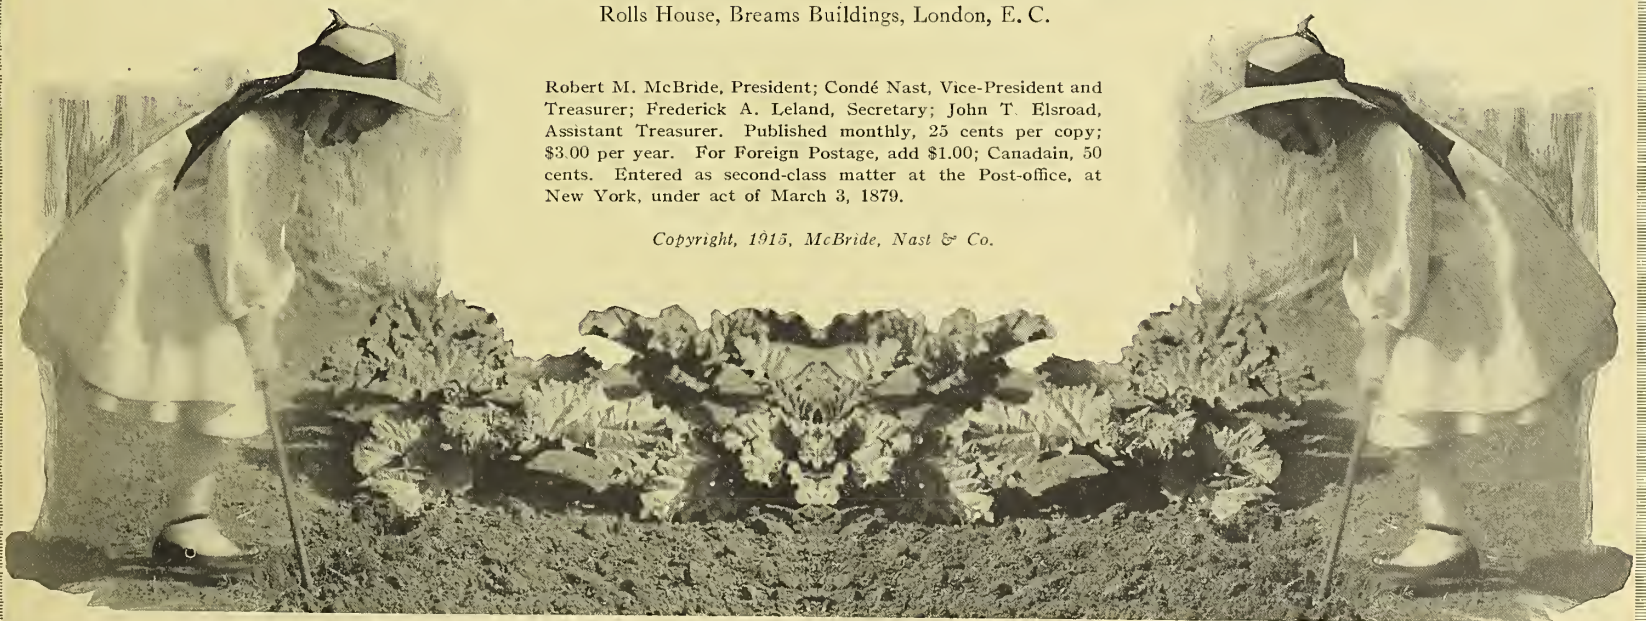 Rolls House, Breams Buildings, London, E. C.
Robert M. McBride, President; Condé Nast, Vice-President and
Treasurer; Frederick A. Leland, Secretary; John T. Elsroad,
Assistant Treasurer. Published monthly, 25 cents per copy;
$3.00 per year. For Foreign Postage, add $1.00; Canadain, 50
cents. Entered as second-class matter at the Post-office, at
New York, under act of March 3, 1879.
Copyright, 1915, McBride, Nast & Co.